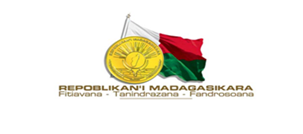 REPOBLIKAN'I MADAGASIKARA
Fitiavana - Tanindrazana - Fandrosoana